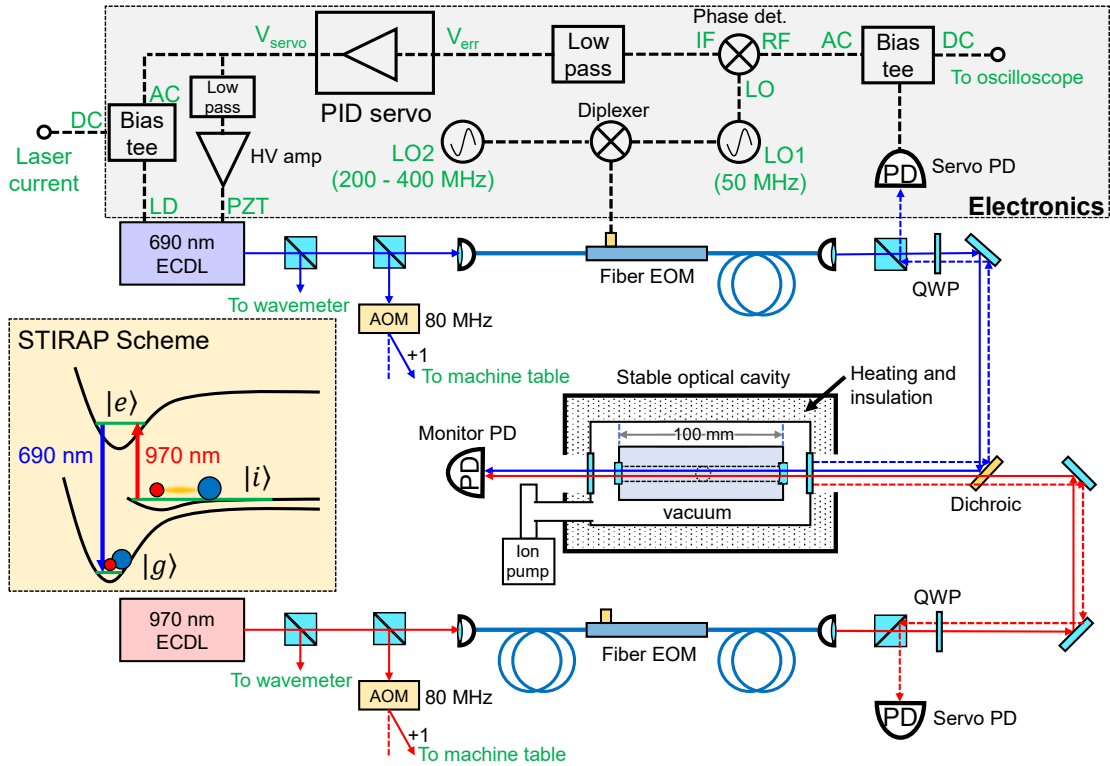 Phase det.
V_servo
V_err
IF
RF
AC
DC
Low
pass
Bias
tee
To oscilloscope
AC
Low
pass
PID servo
LO
Diplexer
DC
Bias
tee
HV amp
LO2
(200 - 400 MHz)
LO1
(50 MHz)
PD
Servo PD
Laser
current
LD
PZT
Electronics
690 nm
ECDL
Fiber EOM
QWP
To wavemeter
AOM
80 MHz
+1
To machine table
STIRAP Scheme
|e⟩
690 nm
970 nm
|i⟩
|g⟩
Stable optical cavity
Heating and
insulation
Monitor PD
PD
100 mm
vacuum
Dichroic
Ion
pump
970 nm
ECDL
Fiber EOM
QWP
To wavemeter
AOM
80 MHz
+1
To machine table
PD
Servo PD